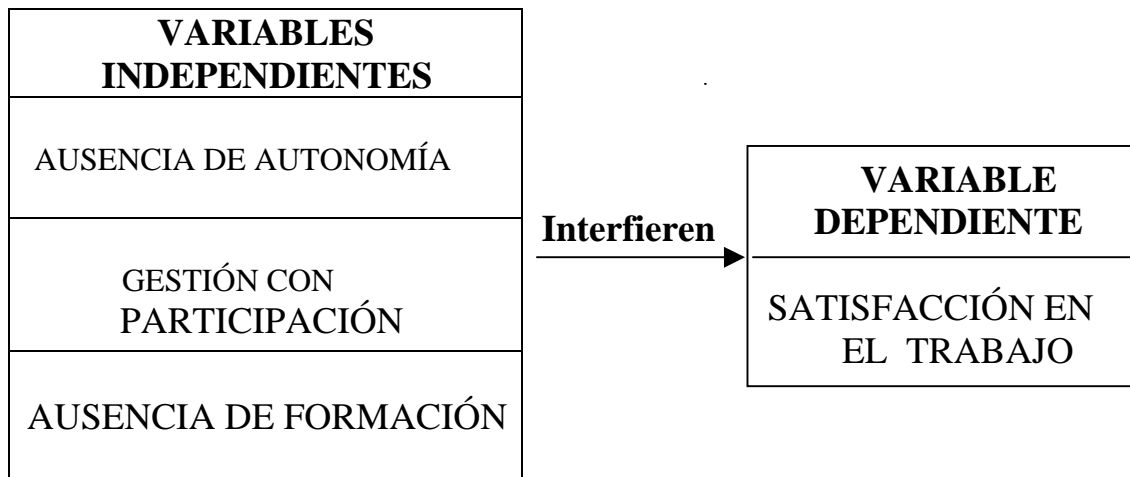 VARIABLES
INDEPENDIENTES
AUSENCIA DE AUTONOMÍA
GESTIÓN CON
PARTICIPACIÓN
AUSENCIA DE FORMACIÓN
Interfieren
VARIABLE
DEPENDIENTE
SATISFACCIÓN EN
EL TRABAJO